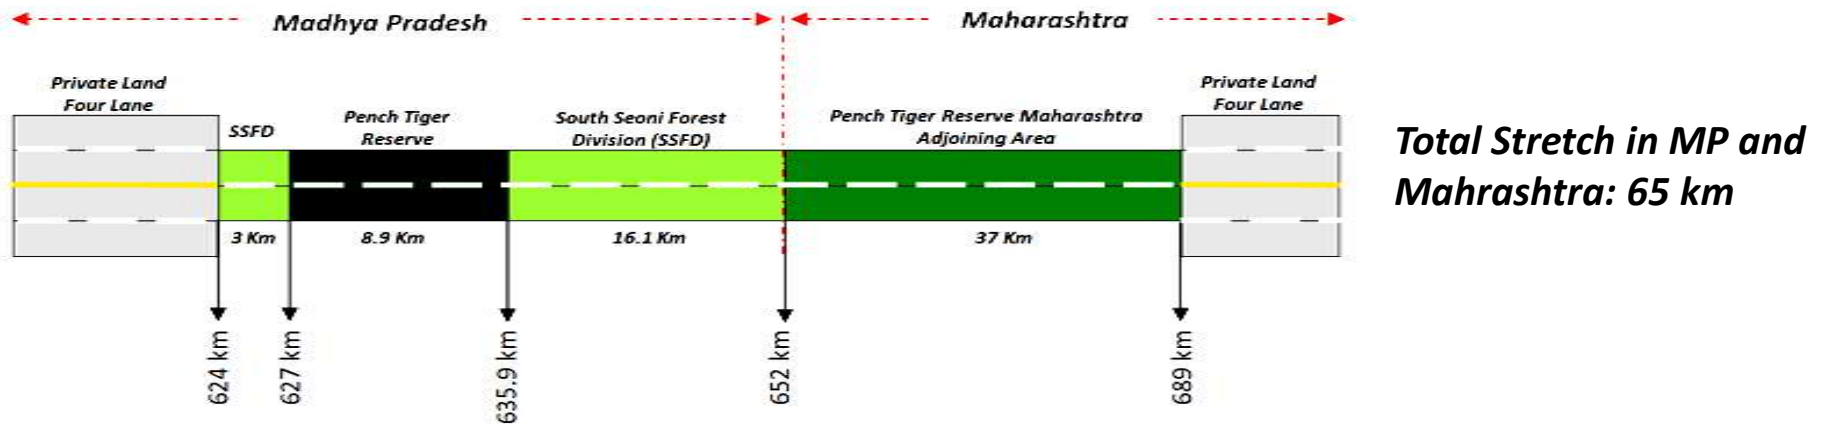 Madhya Pradesh
Maharashtra
Private Land
Four Lane
SSFD
Pench Tiger
Reserve
South Seoni Forest
Division (SSFD)
Pench Tiger Reserve Maharashtra
Adjoining Area
Private Land
Four Lane
Total Stretch in MP and
Mahrashtra: 65 km
3 Km
8.9 Km
16.1 Km
37 Km
624 km
627 km
635.9 km
652 km
689 km